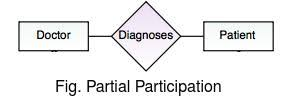 Doctor Diagnoses Patient
Fig. Partial Participation